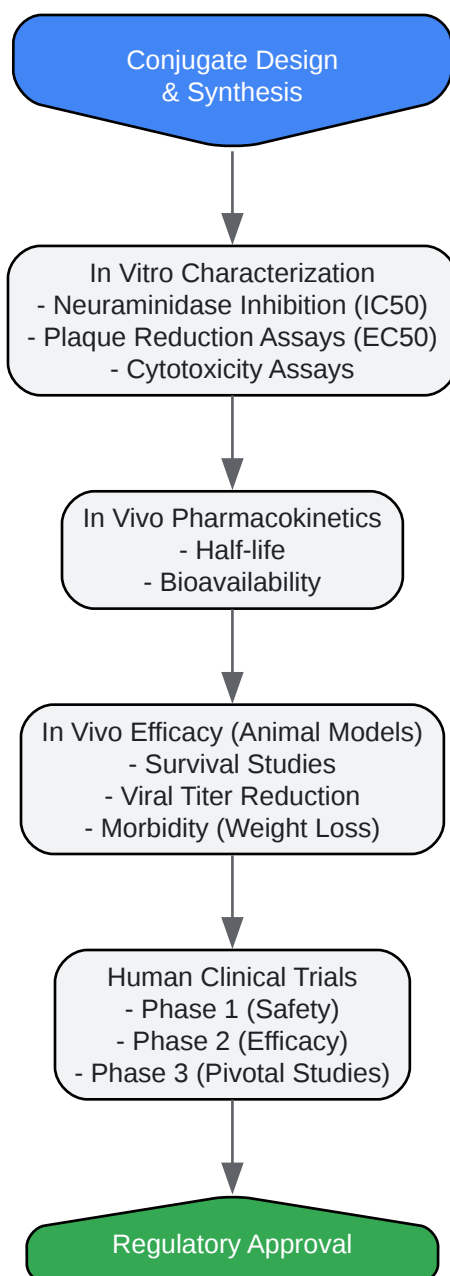 Conjugate Design
& Synthesis
In Vitro Characterization
- Neuraminidase Inhibition (IC50)
- Plaque Reduction Assays (EC50)
- Cytotoxicity Assays
In Vivo Pharmacokinetics
- Half-life
- Bioavailability
In Vivo Efficacy (Animal Models)
- Survival Studies
- Viral Titer Reduction
- Morbidity (Weight Loss)
Human Clinical Trials
- Phase 1 (Safety)
- Phase 2 (Efficacy)
- Phase 3 (Pivotal Studies)
Regulatory Approval